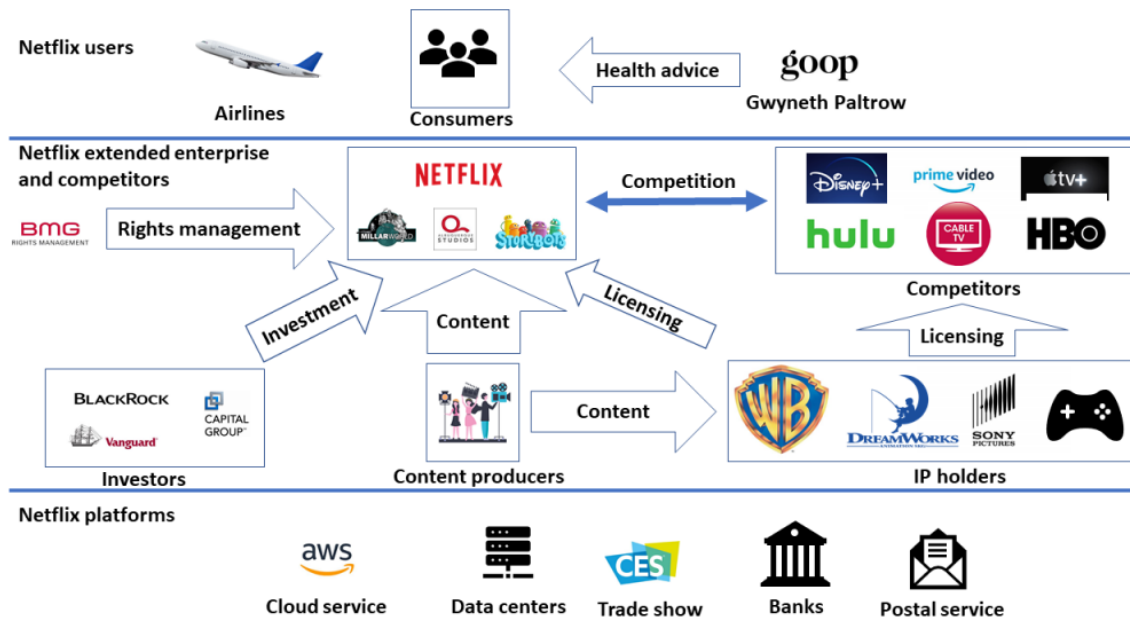 Netflix users
Airlines
Consumers
Health advice
goop
Gwyneth Paltrow
Netflix extended enterprise
and competitors
BMG
RIGHTS MANAGEMENT
Rights management
NETFLIX
MILLARWORLD
ALBUQUERQUE
STUDIOS
STORYBOTS
Competition
Disney+
prime video
tv+
hulu
CABLE
TV
HBO
Competitors
Investment
Content
Licensing
Licensing
BLACKROCK
Vanguard
CAPITAL
GROUP
Investors
Content producers
Content
WB
DREAMWORKS
ANIMATION SKG
SONY
PICTURES
IP holders
Netflix platforms
aws
Cloud service
Data centers
CES
Trade show
Banks
Postal service